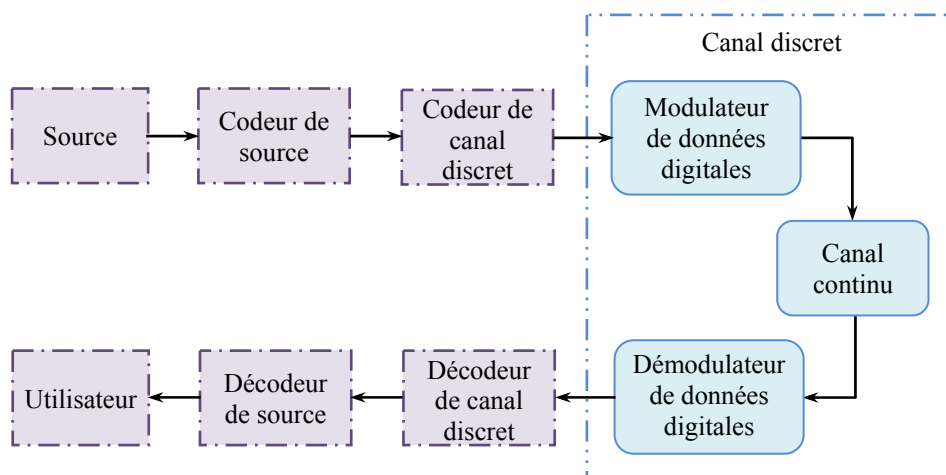 Canal discret
Source
Codeur de
source
Codeur de
canal
discret
Modulateur
de données
digitales
Canal
continu
Démodulateur
de données
digitales
Décodeur
de canal
discret
Décodeur
de source
Utilisateur